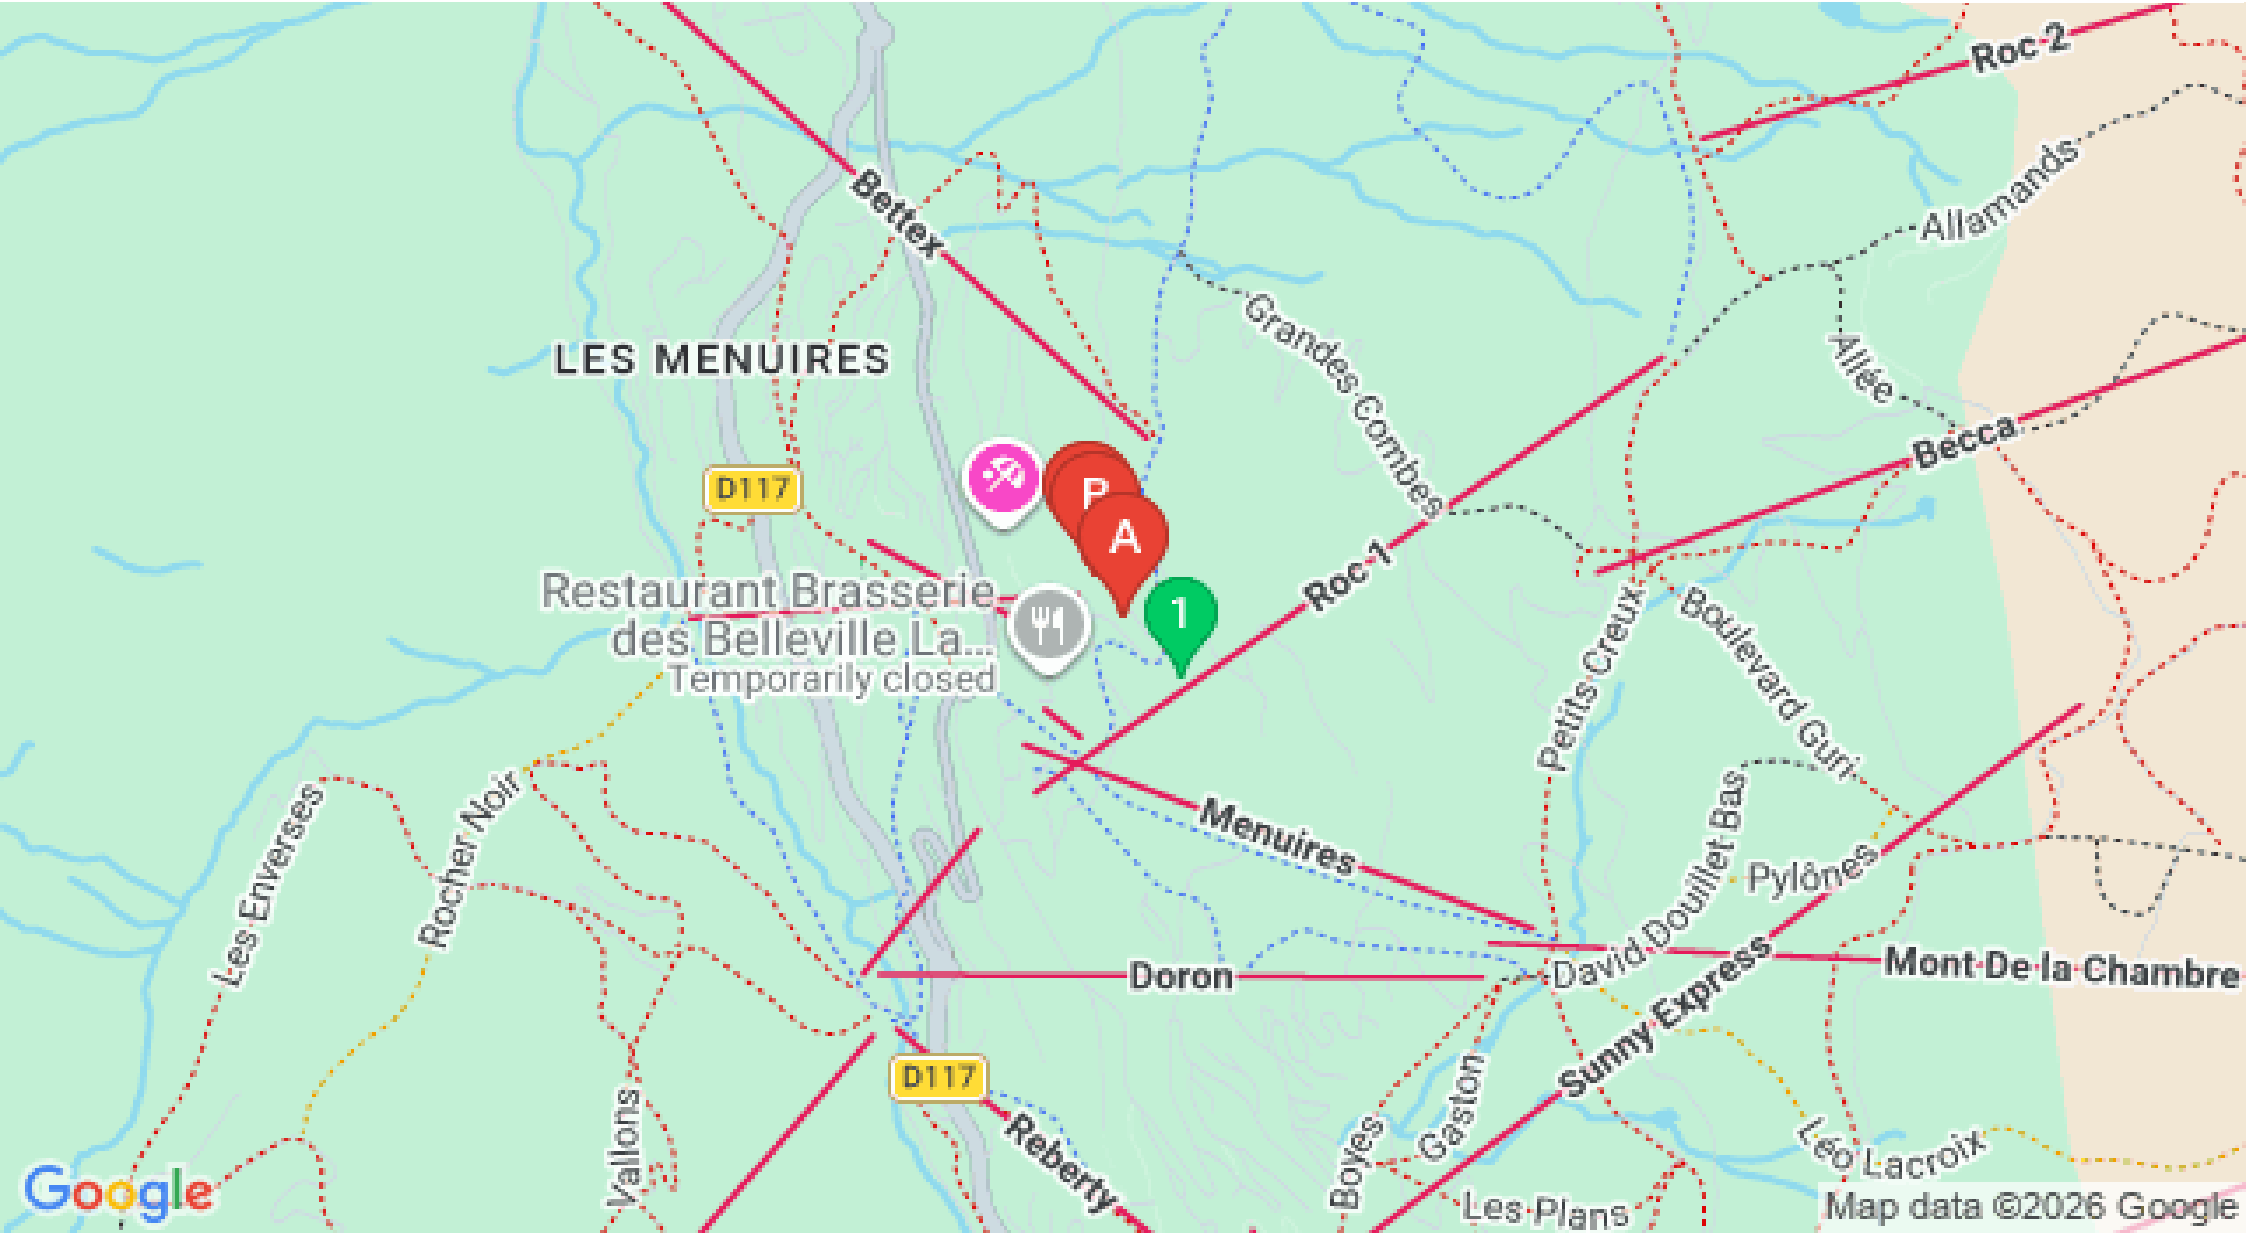 Roc 2
Allamands
Bettex
Grandes Combes
LES MENUIRES
Allée
Becca
D117
P
A
Roc 1
1
Restaurant Brasserie
des Belleville La...
Temporarily closed
Petits Creux
Boulevard Guri
Les Enverses
Rocher Noir
Menuires
David Douillet Bas
Pylônes
Doron
Mont De la Chambre
Sunny Express
D117
Vallons
Reberty
Boyes
Gaston
Léo Lacroix
Les Plans
Google
Map data ©2026 Google